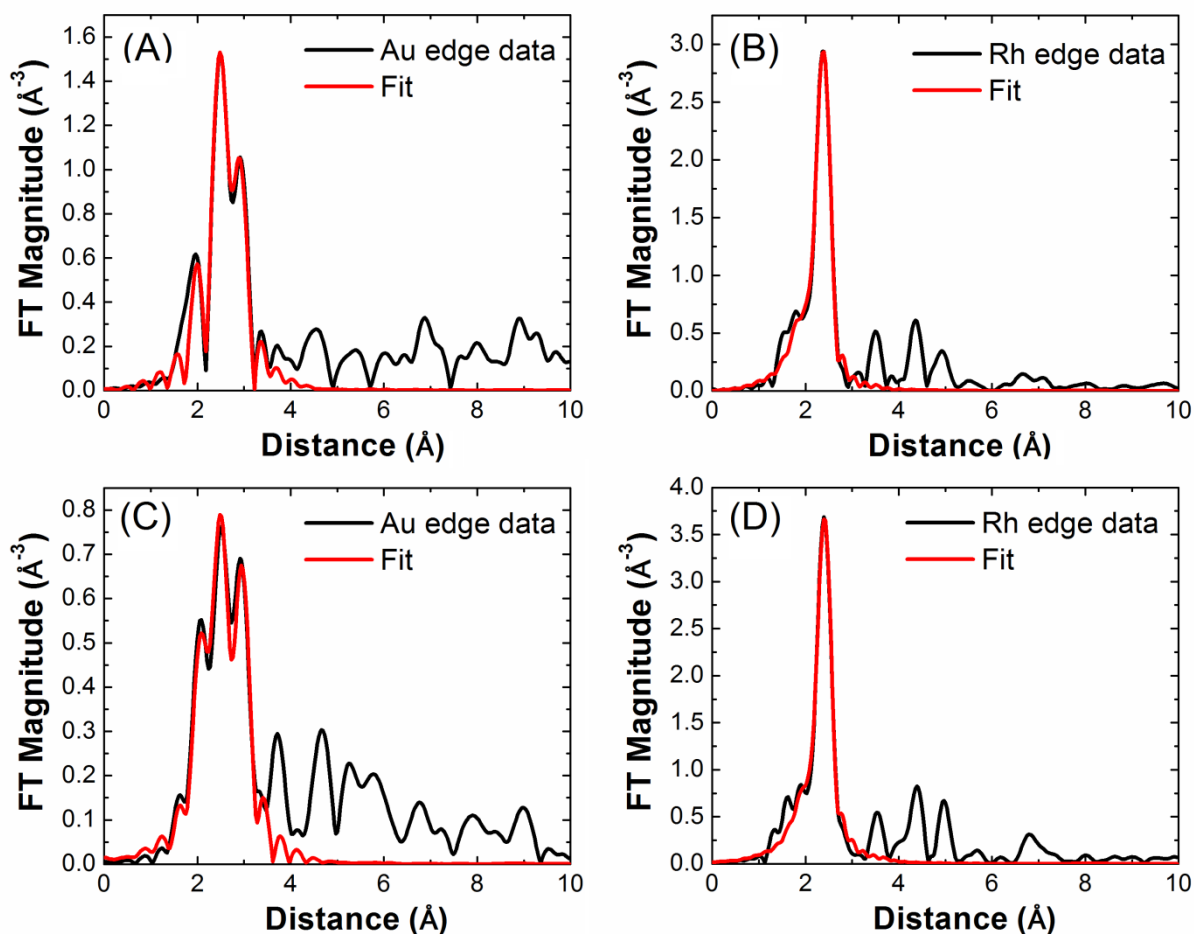 (A)
Au edge data
Fit
FT Magnitude (Å⁻³)
1.6
1.4
1.2
1.0
0.8
0.6
0.4
0.2
0.0
0 2 4 6 8 10
Distance (Å)
(B)
Rh edge data
Fit
FT Magnitude (Å⁻³)
3.0
2.5
2.0
1.5
1.0
0.5
0.0
0 2 4 6 8 10
Distance (Å)
(C)
Au edge data
Fit
FT Magnitude (Å⁻³)
0.8
0.7
0.6
0.5
0.4
0.3
0.2
0.1
0.0
0 2 4 6 8 10
Distance (Å)
(D)
Rh edge data
Fit
FT Magnitude (Å⁻³)
4.0
3.5
3.0
2.5
2.0
1.5
1.0
0.5
0.0
0 2 4 6 8 10
Distance (Å)